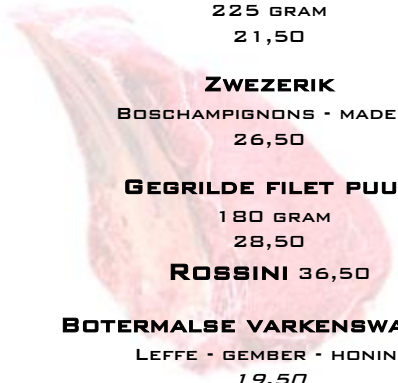 225 GRAM
21,50
ZWEZERIK
BOSCHAMPIGNONS - MADE
26,50
GEGRILDE FILET PUU
180 GRAM
28,50
ROSSINI 36,50
BOTERMALSE VARKENSWA
LEFFE - GEMBER - HONIN
19,50